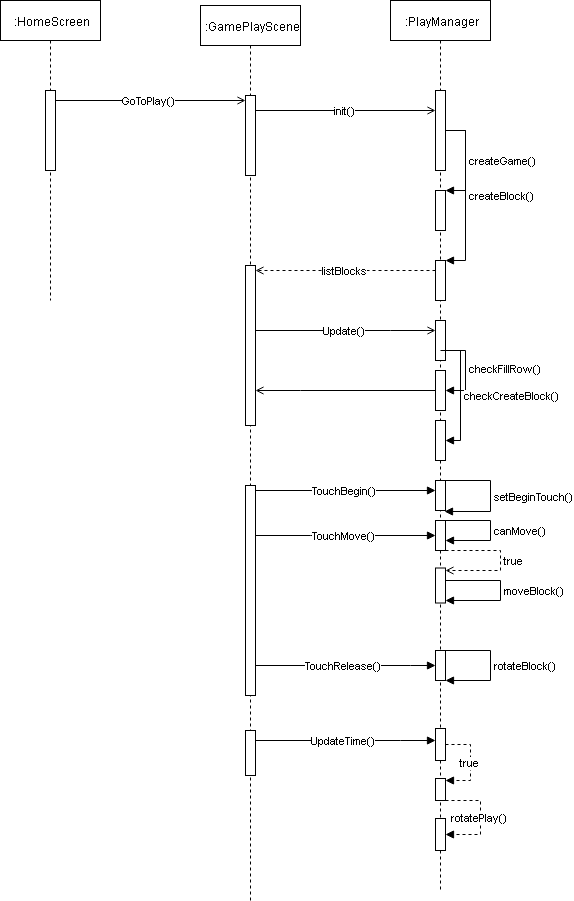 :HomeScreen
:GamePlayScene
:PlayManager
GoToPlay()
init()
createGame()
createBlock()
listBlocks
Update()
checkFillRow()
checkCreateBlock()
TouchBegin()
setBeginTouch()
TouchMove()
canMove()
true
moveBlock()
TouchRelease()
rotateBlock()
UpdateTime()
true
rotatePlay()